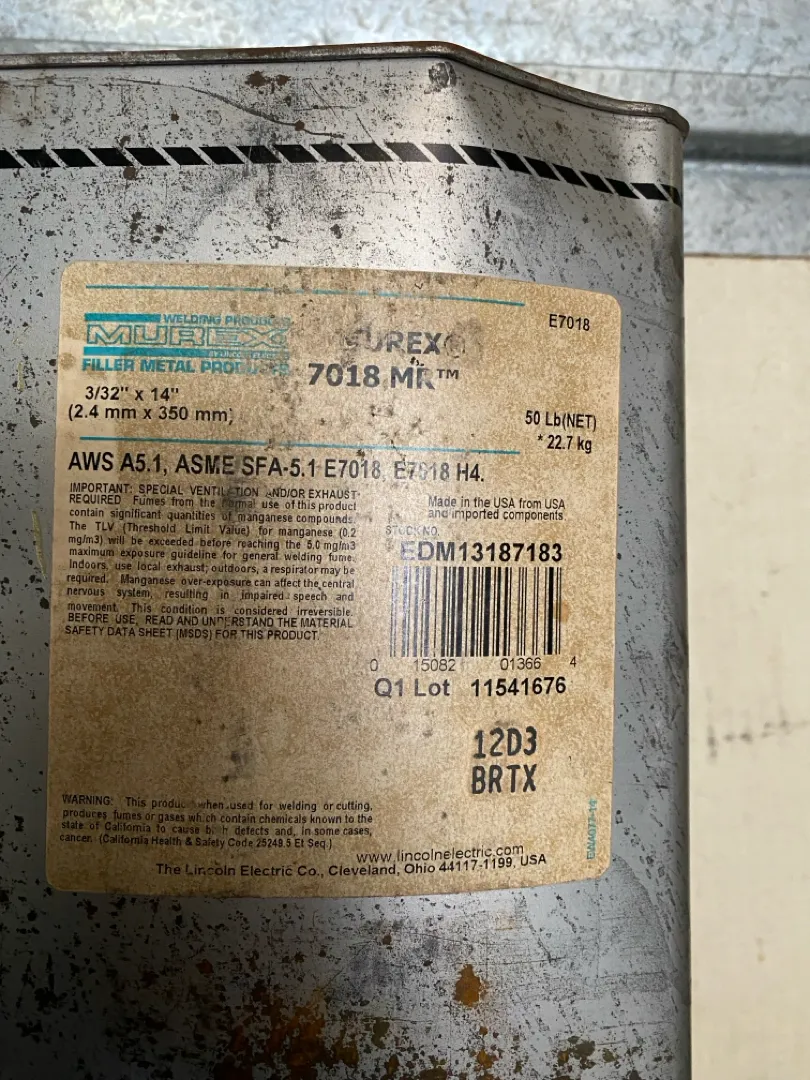 E7018
WELDING PRODUCTS
MUREX
FILLER METAL PRODUCTS
MUREX®
7018 MR™
3/32" x 14"
(2.4 mm x 350 mm)
50 Lb(NET)
* 22.7 kg
AWS A5.1, ASME SFA-5.1 E7018, E7018 H4.
IMPORTANT: SPECIAL VENTILATION AND/OR EXHAUST
REQUIRED Fumes from the normal use of this product
contain significant quantities of manganese compounds.
The TLV (Threshold Limit Value) for manganese (0.2
mg/m3) will be exceeded before reaching the 5.0 mg/m3
maximum exposure guideline for general welding fume.
Indoors, use local exhaust; outdoors, a respirator may be
required. Manganese over-exposure can affect the central
nervous system, resulting in impaired speech and
movement. This condition is considered irreversible.
BEFORE USE, READ AND UNDERSTAND THE MATERIAL
SAFETY DATA SHEET (MSDS) FOR THIS PRODUCT.
Made in the USA from USA
and imported components.
STOCK NO.
EDM13187183
0 15082 01366 4
Q1 Lot 11541676
12D3
BRTX
WARNING: This product when used for welding or cutting,
produces fumes or gases which contain chemicals known to the
state of California to cause birth defects and, in some cases,
cancer. (California Health & Safety Code 25249.5 Et Seq.)
www.lincolnelectric.com
The Lincoln Electric Co., Cleveland, Ohio 44117-1199. USA